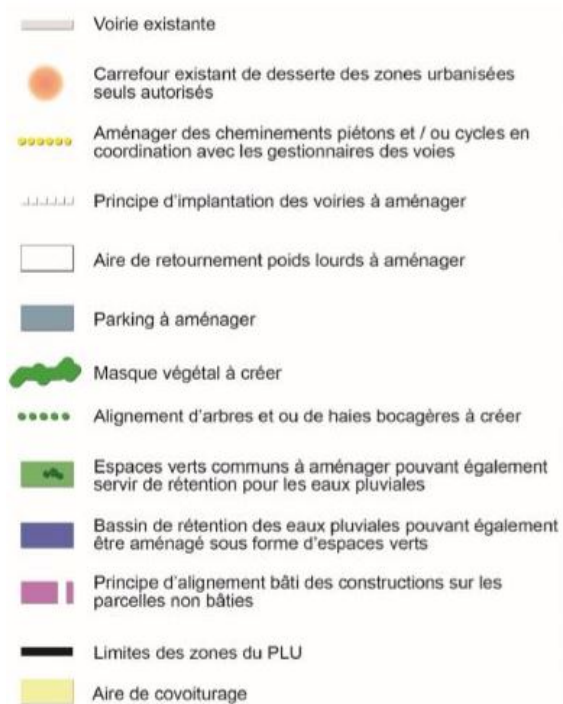 Voirie existante
Carrefour existant de desserte des zones urbanisées
seuls autorisés
Aménager des cheminements piétons et / ou cycles en
coordination avec les gestionnaires des voies
Principe d'implantation des voiries à aménager
Aire de retournement poids lourds à aménager
Parking à aménager
Masque végétal à créer
Alignement d'arbres et ou de haies bocagères à créer
Espaces verts communs à aménager pouvant également
servir de rétention pour les eaux pluviales
Bassin de rétention des eaux pluviales pouvant également
être aménagé sous forme d'espaces verts
Principe d'alignement bâti des constructions sur les
parcelles non bâties
Limites des zones du PLU
Aire de covoiturage